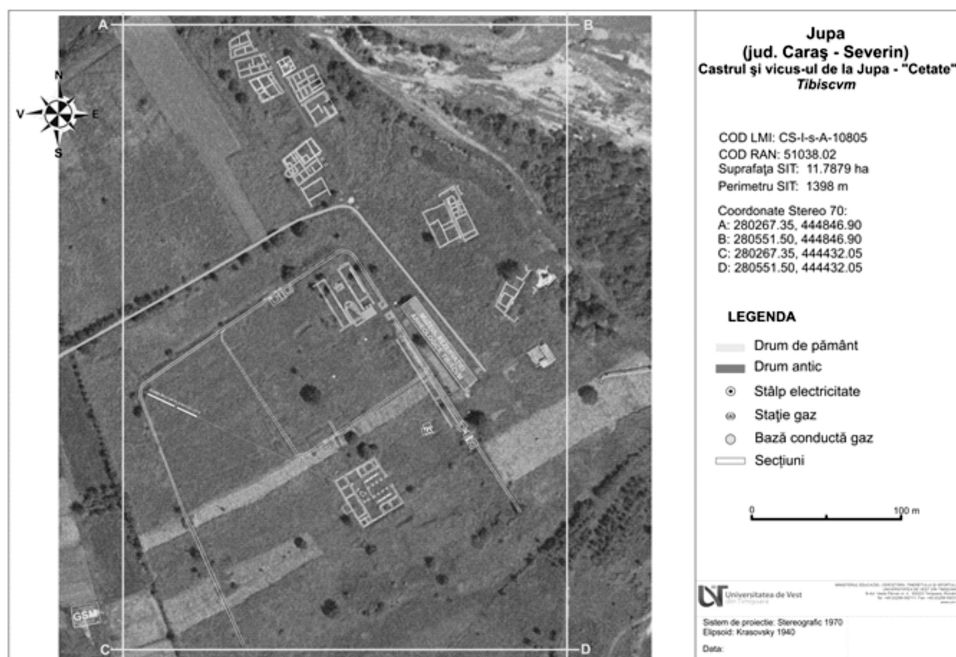 A
B
N
V
E
S
GSM
C
D
Jupa
(jud. Caraş - Severin)
Castrul şi vicus-ul de la Jupa - "Cetate"
Tibiscvm
COD LMI: CS-I-s-A-10805
COD RAN: 51038.02
Suprafaţa SIT: 11.7879 ha
Perimetru SIT: 1398 m
Coordonate Stereo 70:
A: 280267.35, 444846.90
B: 280551.50, 444846.90
C: 280267.35, 444432.05
D: 280551.50, 444432.05
LEGENDA
Drum de pământ
Drum antic
Stâlp electricitate
Staţie gaz
Bază conductă gaz
Secţiuni
0
100 m
Universitatea de Vest
din Timişoara
Sistem de proiectie: Stereografic 1970
Elipsoid: Krasovsky 1940
Data: